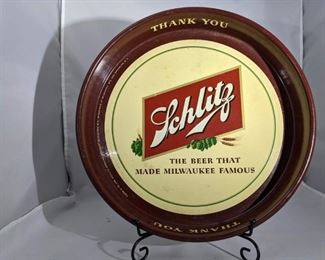 THANK YOU
Schlitz
THE BEER THAT
MADE MILWAUKEE FAMOUS
THANK YOU